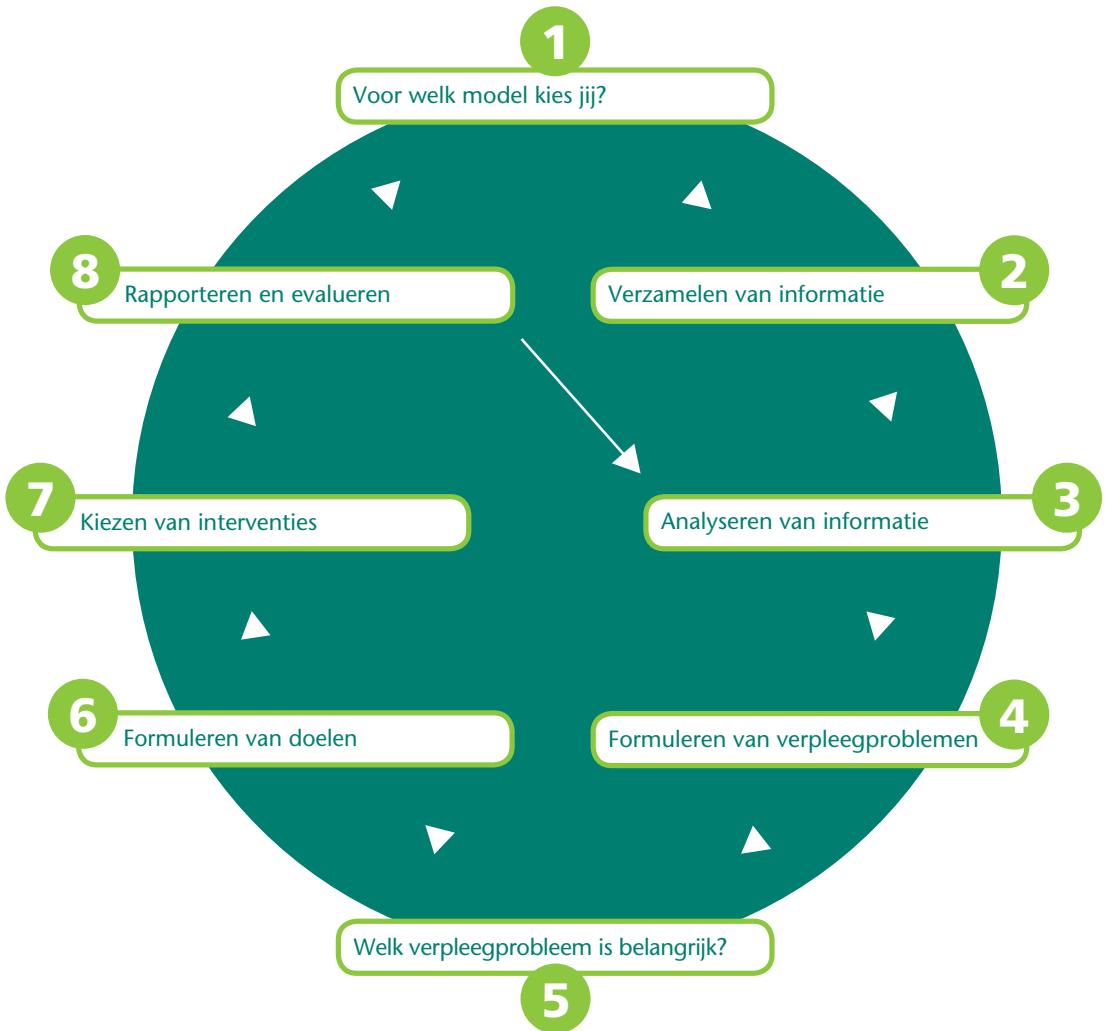 1
Voor welk model kies jij?
2
Verzamelen van informatie
3
Analyseren van informatie
4
Formuleren van verpleegproblemen
5
Welk verpleegprobleem is belangrijk?
6
Formuleren van doelen
7
Kiezen van interventies
8
Rapporteren en evalueren